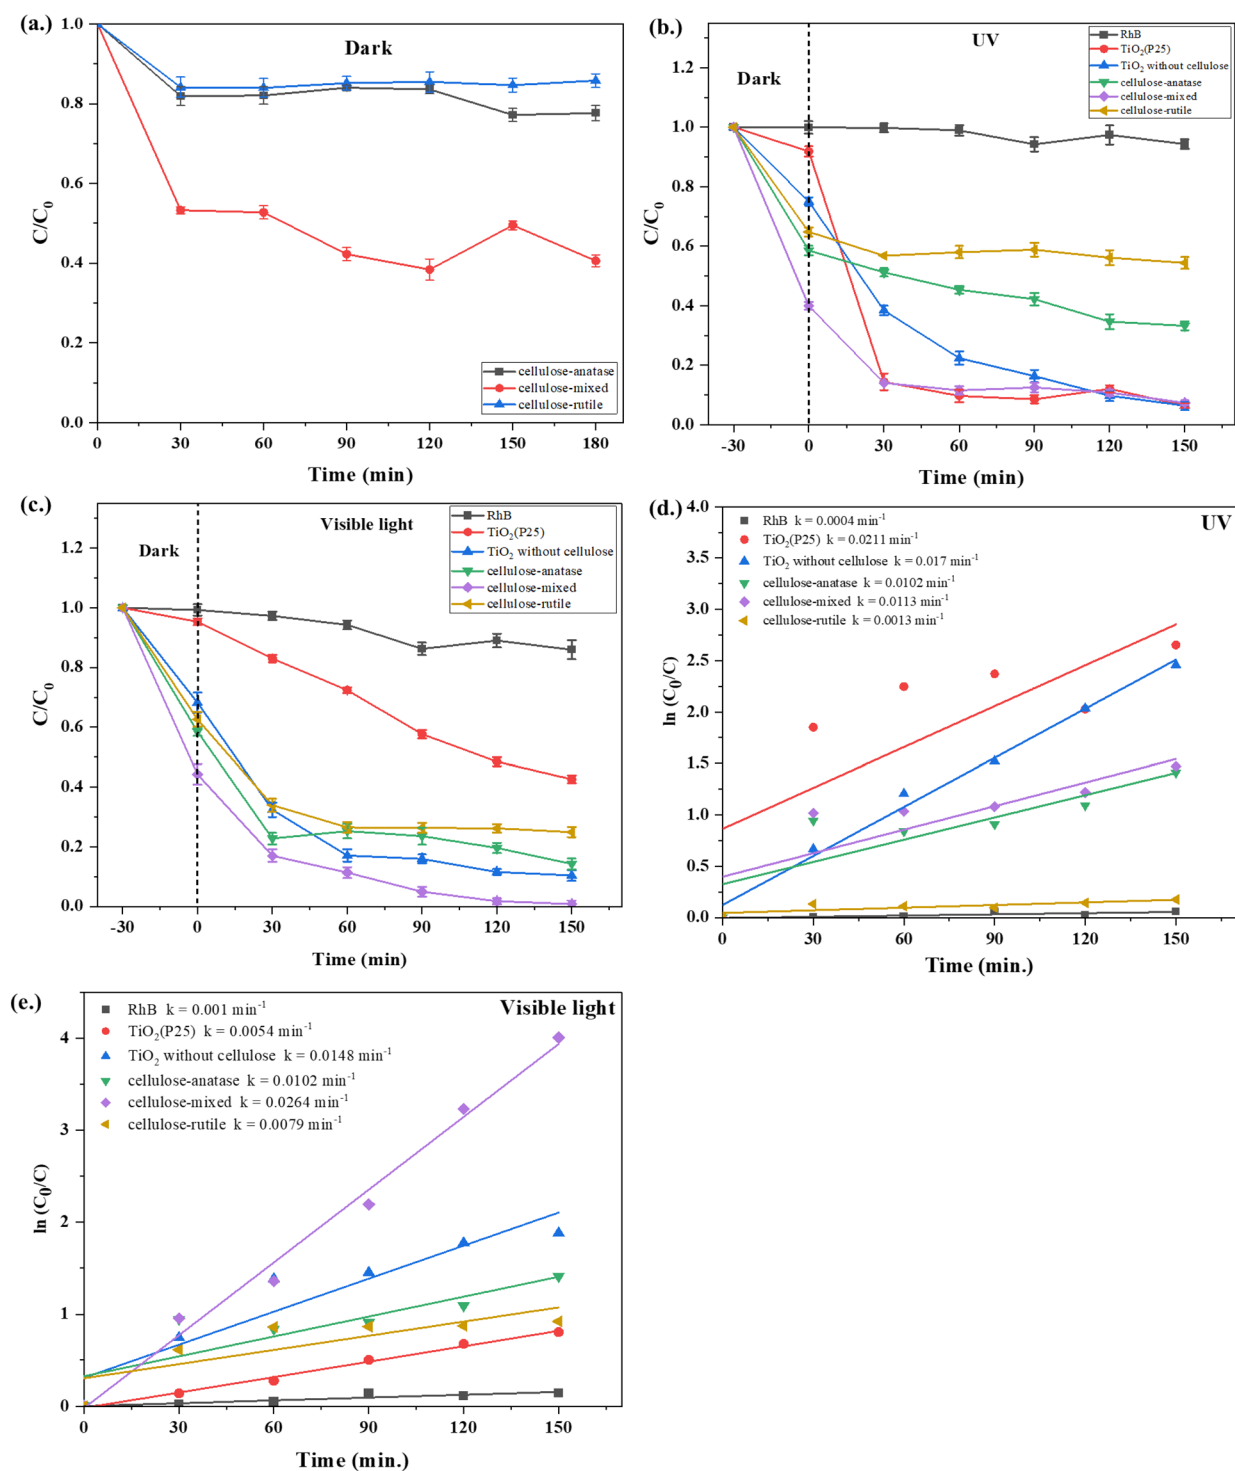 (a.)
Dark
C/C0
1.0
0.8
0.6
0.4
0.2
0.0
cellulose-anatase
cellulose-mixed
cellulose-rutile
0 30 60 90 120 150 180
Time (min)
(b.)
UV
Dark
RhB
TiO2(P25)
TiO2 without cellulose
cellulose-anatase
cellulose-mixed
cellulose-rutile
C/C0
1.2
1.0
0.8
0.6
0.4
0.2
0.0
-30 0 30 60 90 120 150
Time (min)
(c.)
Visible light
Dark
RhB
TiO2(P25)
TiO2 without cellulose
cellulose-anatase
cellulose-mixed
cellulose-rutile
C/C0
1.2
1.0
0.8
0.6
0.4
0.2
0.0
-30 0 30 60 90 120 150
Time (min)
(d.)
UV
RhB k = 0.0004 min-1
TiO2(P25) k = 0.0211 min-1
TiO2 without cellulose k = 0.017 min-1
cellulose-anatase k = 0.0102 min-1
cellulose-mixed k = 0.0113 min-1
cellulose-rutile k = 0.0013 min-1
ln (C0/C)
4.0
3.5
3.0
2.5
2.0
1.5
1.0
0.5
0.0
0 30 60 90 120 150
Time (min.)
(e.)
Visible light
RhB k = 0.001 min-1
TiO2(P25) k = 0.0054 min-1
TiO2 without cellulose k = 0.0148 min-1
cellulose-anatase k = 0.0102 min-1
cellulose-mixed k = 0.0264 min-1
cellulose-rutile k = 0.0079 min-1
ln (C0/C)
4
3
2
1
0
0 30 60 90 120 150
Time (min.)